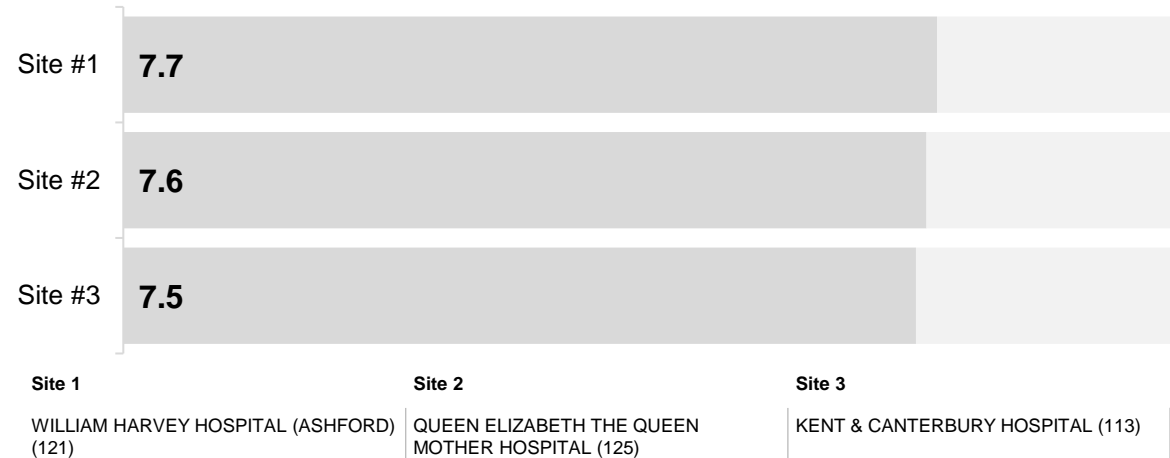 Site #1
7.7
Site #2
7.6
Site #3
7.5
Site 1
Site 2
Site 3
WILLIAM HARVEY HOSPITAL (ASHFORD)
(121)
QUEEN ELIZABETH THE QUEEN
MOTHER HOSPITAL (125)
KENT & CANTERBURY HOSPITAL (113)